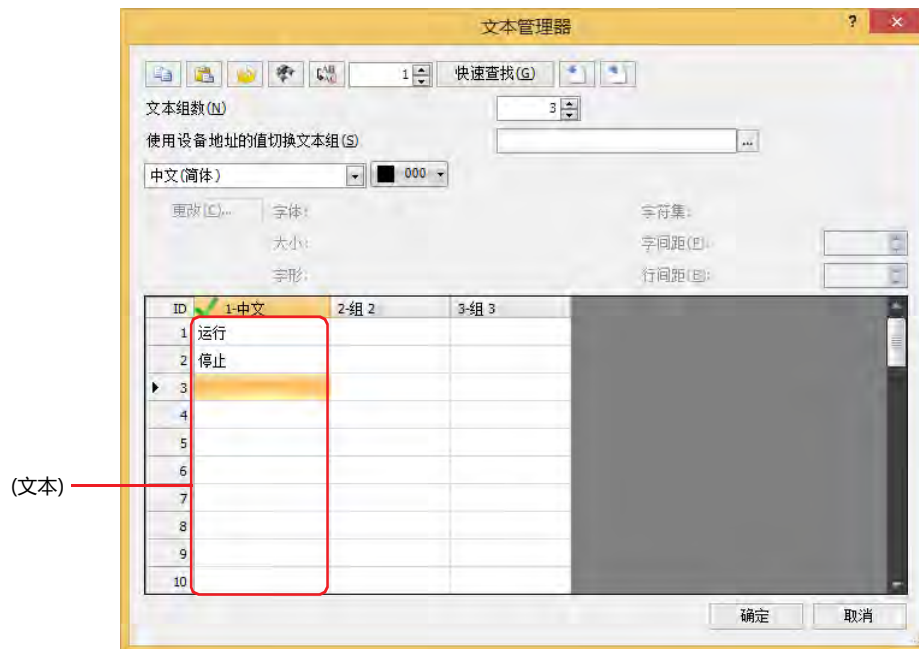 文本管理器 ?
1 快速查找(G)
文本组数(N) 3
使用设备地址的值切换文本组(S) ...
中文(简体) 000
更改(C)... 字体: 字符集:
大小: 字间距(P):
字形: 行间距(E):
ID 1-中文 2-组 2 3-组 3
1 运行
2 停止
3
4
5
6
(文本)
7
8
9
10
确定 取消